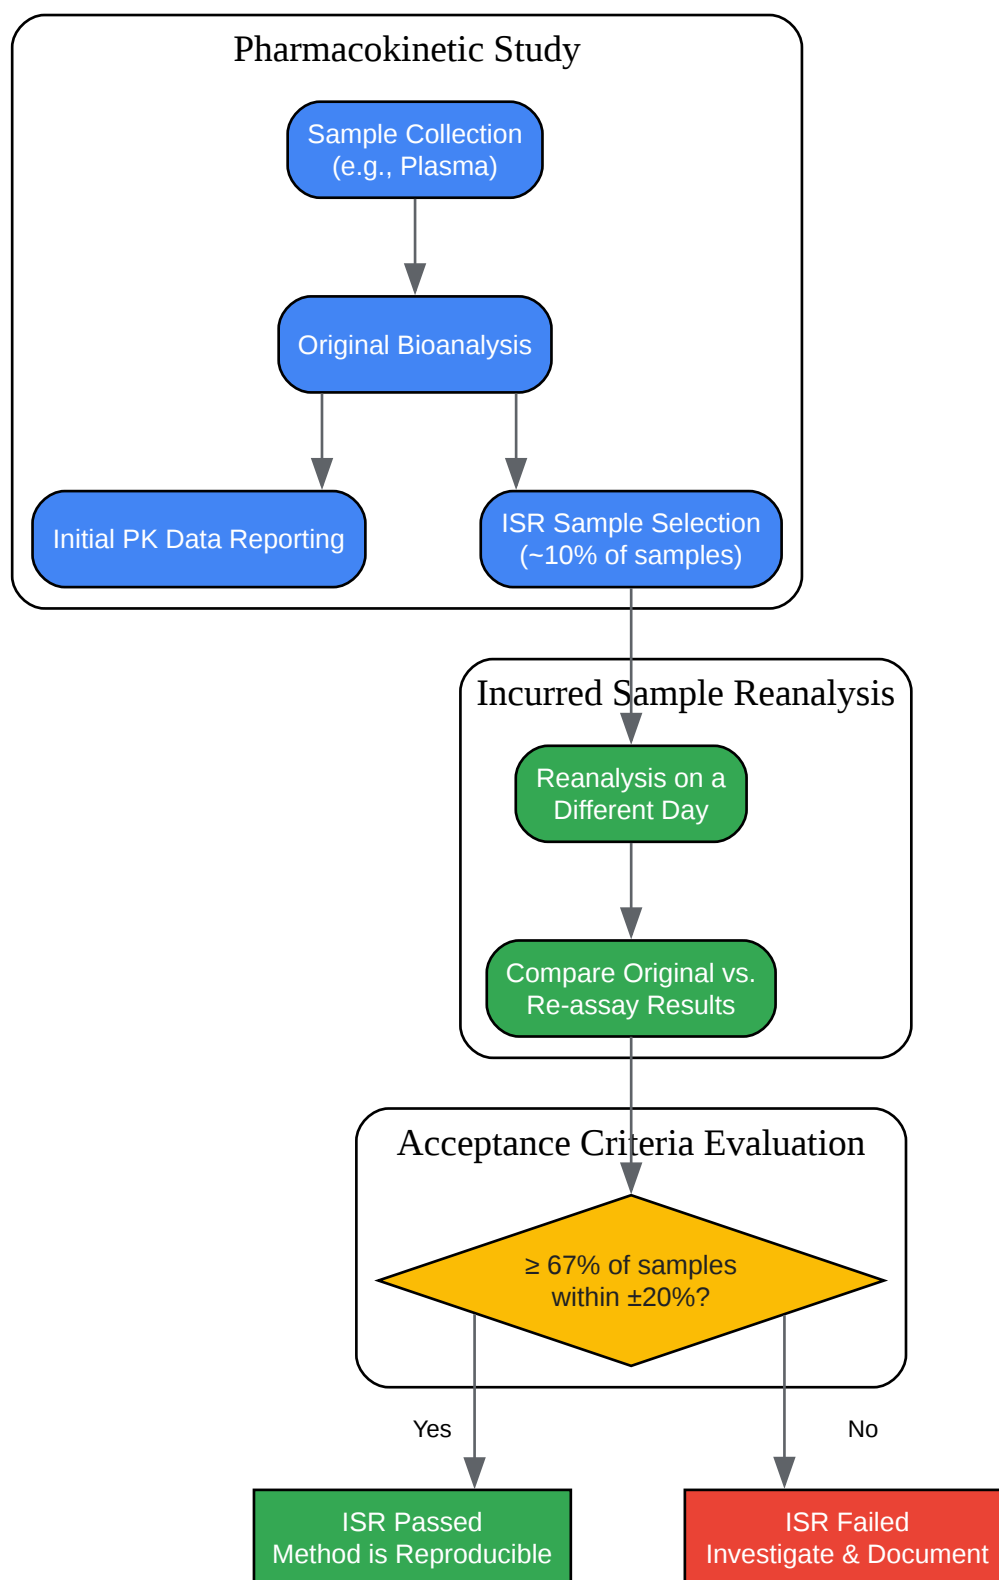 Pharmacokinetic Study
Sample Collection
(e.g., Plasma)
Original Bioanalysis
Initial PK Data Reporting
ISR Sample Selection
(~10% of samples)
Incurred Sample Reanalysis
Reanalysis on a
Different Day
Compare Original vs.
Re-assay Results
Acceptance Criteria Evaluation
≥ 67% of samples
within ±20%?
Yes
No
ISR Passed
Method is Reproducible
ISR Failed
Investigate & Document